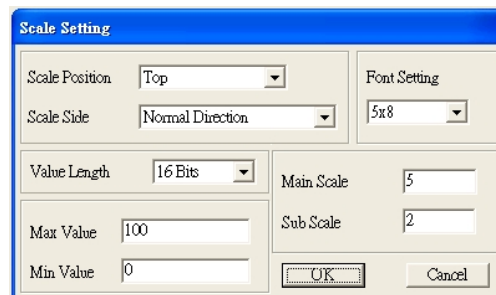 Scale Setting
Scale Position Top
Scale Side Normal Direction
Font Setting
5x8
Value Length 16 Bits
Main Scale 5
Sub Scale 2
Max Value 100
Min Value 0
OK Cancel